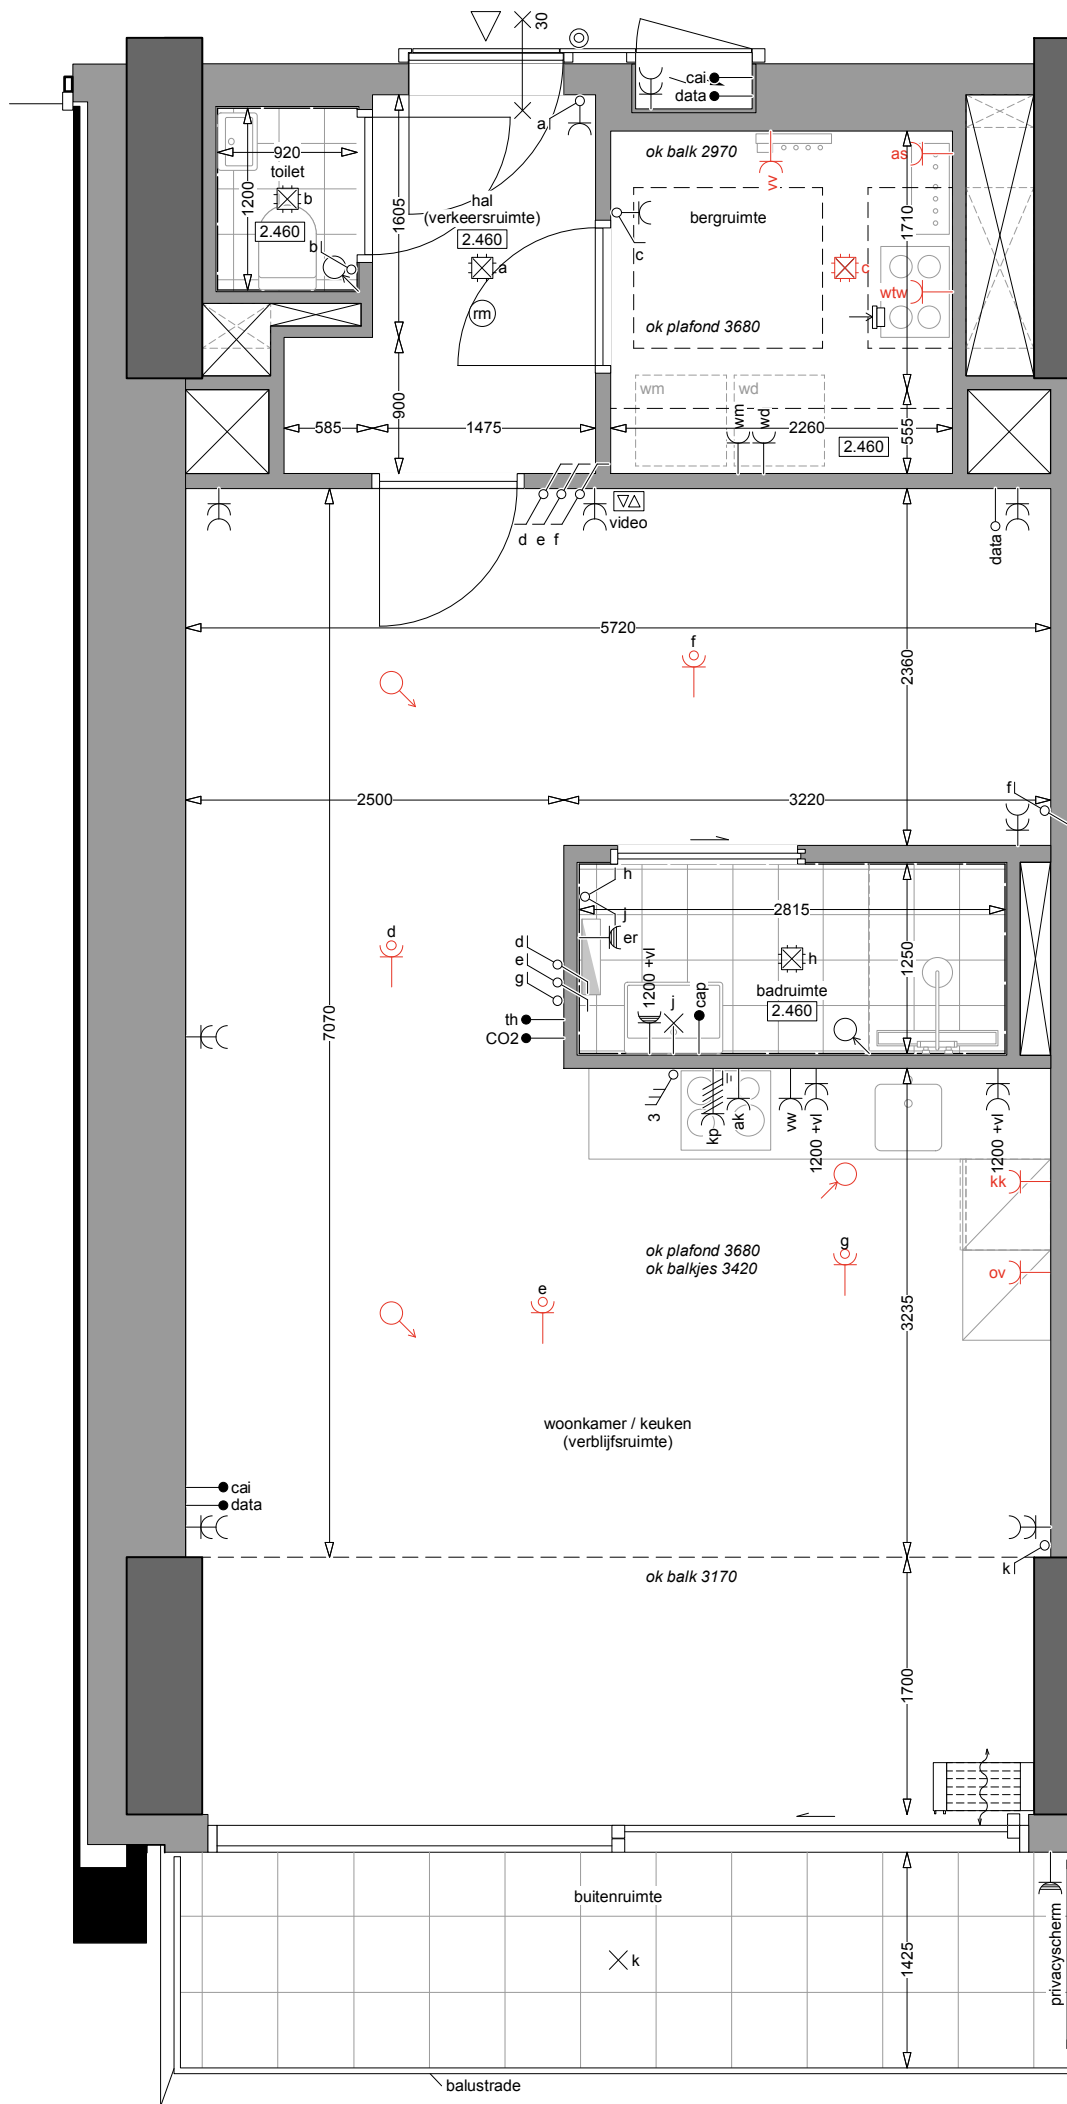 30
cai
data
a
920
toilet
b
1200
2.460
b
1605
hal
(verkeersruimte)
2.460
a
rm
ok balk 2970
vv
as
bergruimte
1710
c
c
wtw
ok plafond 3680
wm
wd
wm
wd
900
585
1475
2260
555
2.460
d e f
video
data
5720
f
2360
2500
3220
f
h
j
2815
er
d
d
e
g
1200 +vl
j
cap
h
badruimte
2.460
1250
th
CO2
7070
3
kp
ak
vw
1200 +vl
1200 +vl
kk
ok plafond 3680
ok balkjes 3420
g
ov
e
3235
woonkamer / keuken
(verblijfsruimte)
cai
data
k
ok balk 3170
1700
buitenruimte
k
1425
privacyscherm
balustrade